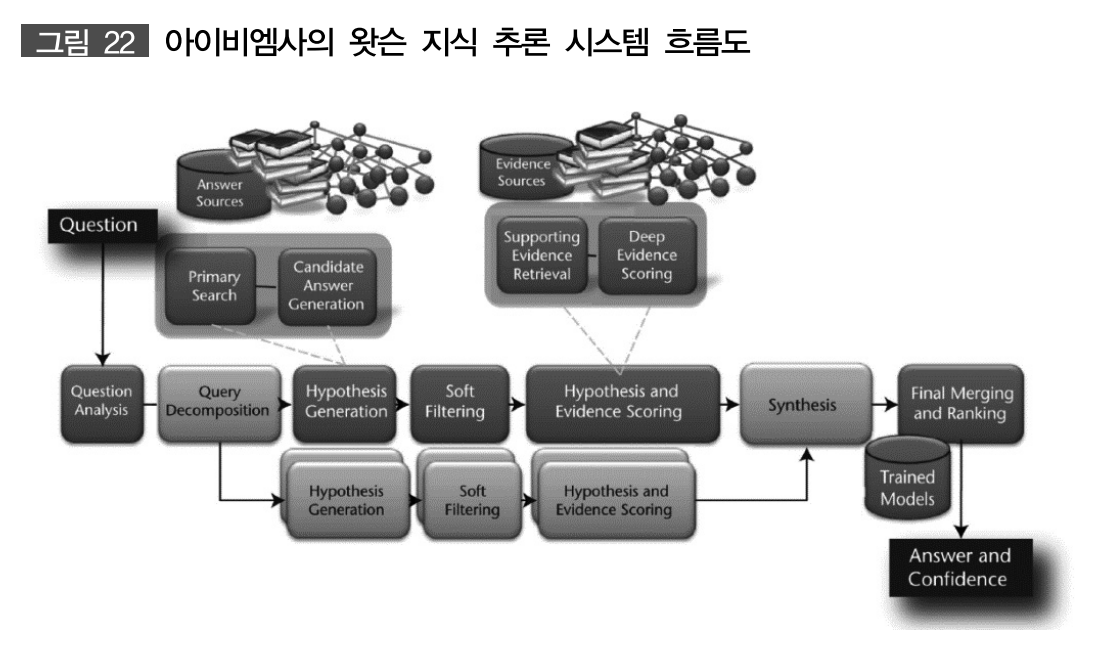 그림 22 아이비엠사의 왓슨 지식 추론 시스템 흐름도
Answer
Sources
Evidence
Sources
Question
Primary
Search
Candidate
Answer
Generation
Supporting
Evidence
Retrieval
Deep
Evidence
Scoring
Question
Analysis
Query
Decomposition
Hypothesis
Generation
Soft
Filtering
Hypothesis and
Evidence Scoring
Synthesis
Final Merging
and Ranking
Trained
Models
Hypothesis
Generation
Soft
Filtering
Hypothesis and
Evidence Scoring
Answer and
Confidence